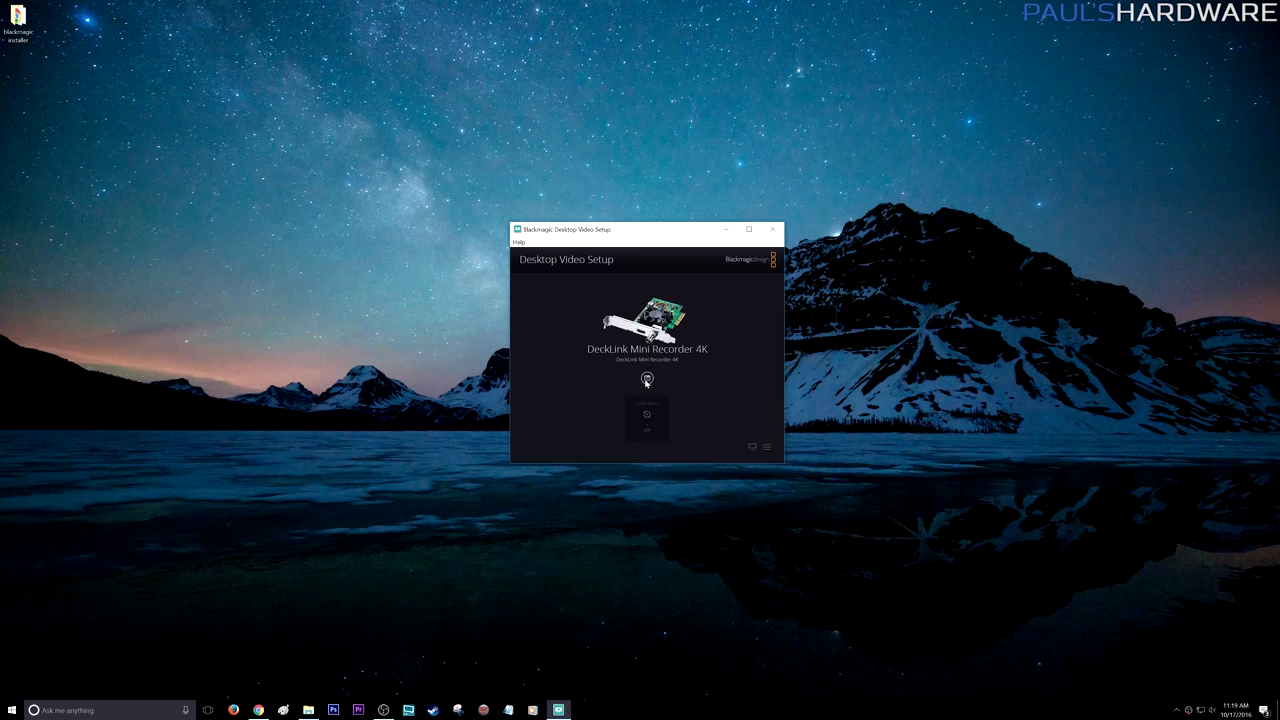 PAUL'SHARDWARE
blackmagic
installer
Blackmagic Desktop Video Setup
Help
Desktop Video Setup
Blackmagicdesign
DeckLink Mini Recorder 4K
DeckLink Mini Recorder 4K
Ask me anything
11:19 AM
10/17/2016